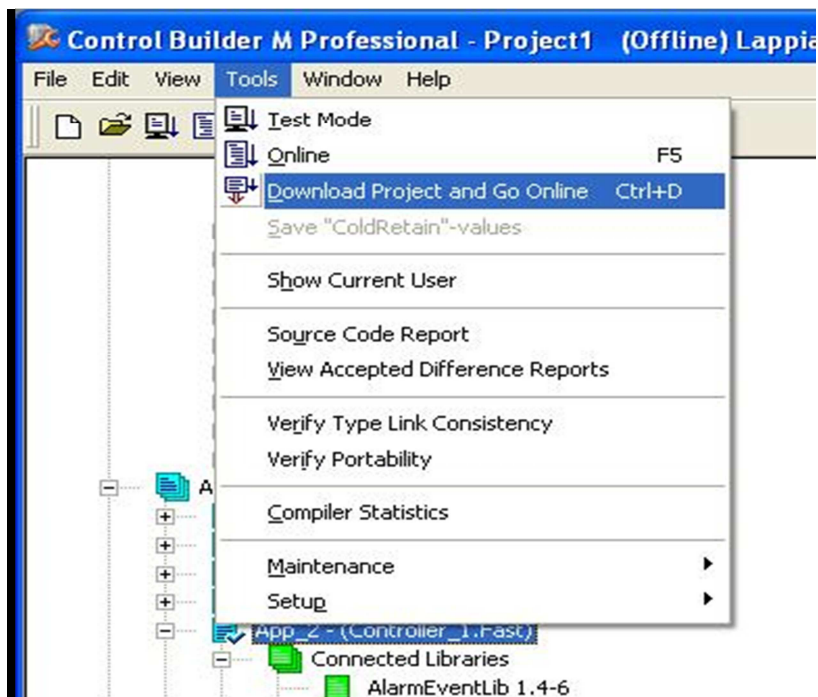 Control Builder M Professional - Project1 (Offline) Lappia
File Edit View Tools Window Help
Test Mode
Online F5
Download Project and Go Online Ctrl+D
Save "ColdRetain"-values
Show Current User
Source Code Report
View Accepted Difference Reports
Verify Type Link Consistency
Verify Portability
Compiler Statistics
Maintenance
Setup
A
App_2 - (Controller_1.Fast)
Connected Libraries
AlarmEventLib 1.4-6